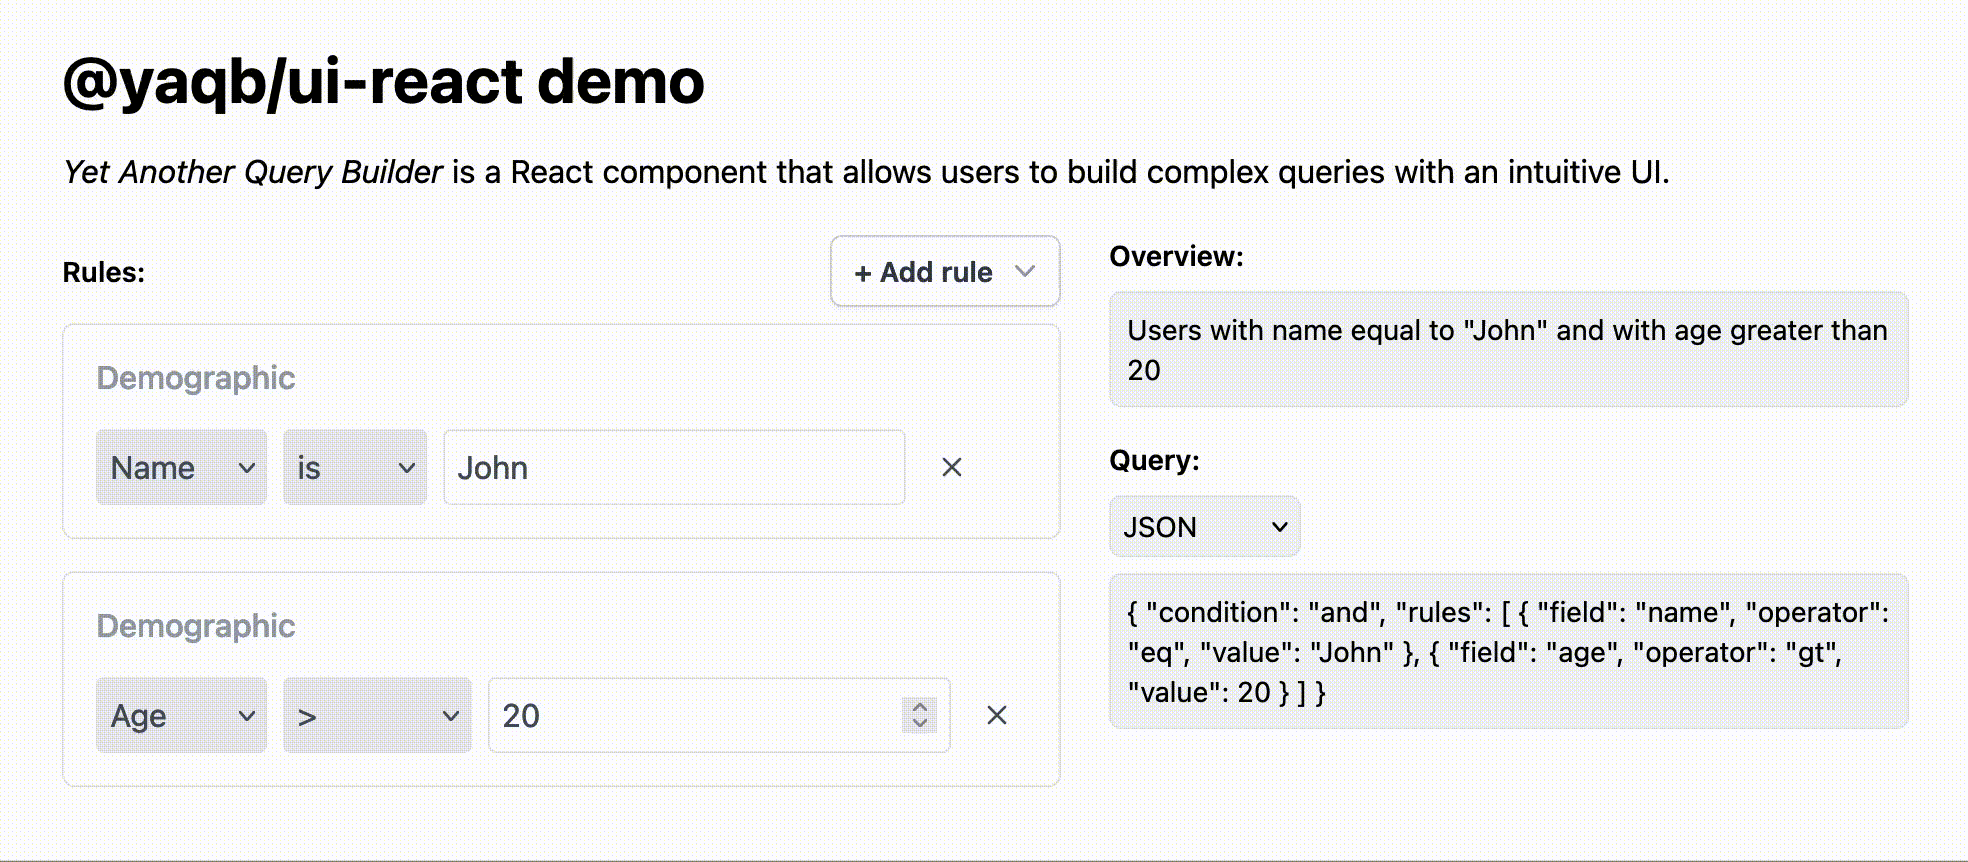 @yaqb/ui-react demo
Yet Another Query Builder is a React component that allows users to build complex queries with an intuitive UI.
Rules:
+ Add rule
Demographic
Name
is
John
Demographic
Age
>
20
Overview:
Users with name equal to "John" and with age greater than
20
Query:
JSON
{ "condition": "and", "rules": [ { "field": "name", "operator":
"eq", "value": "John" }, { "field": "age", "operator": "gt",
"value": 20 } ] }